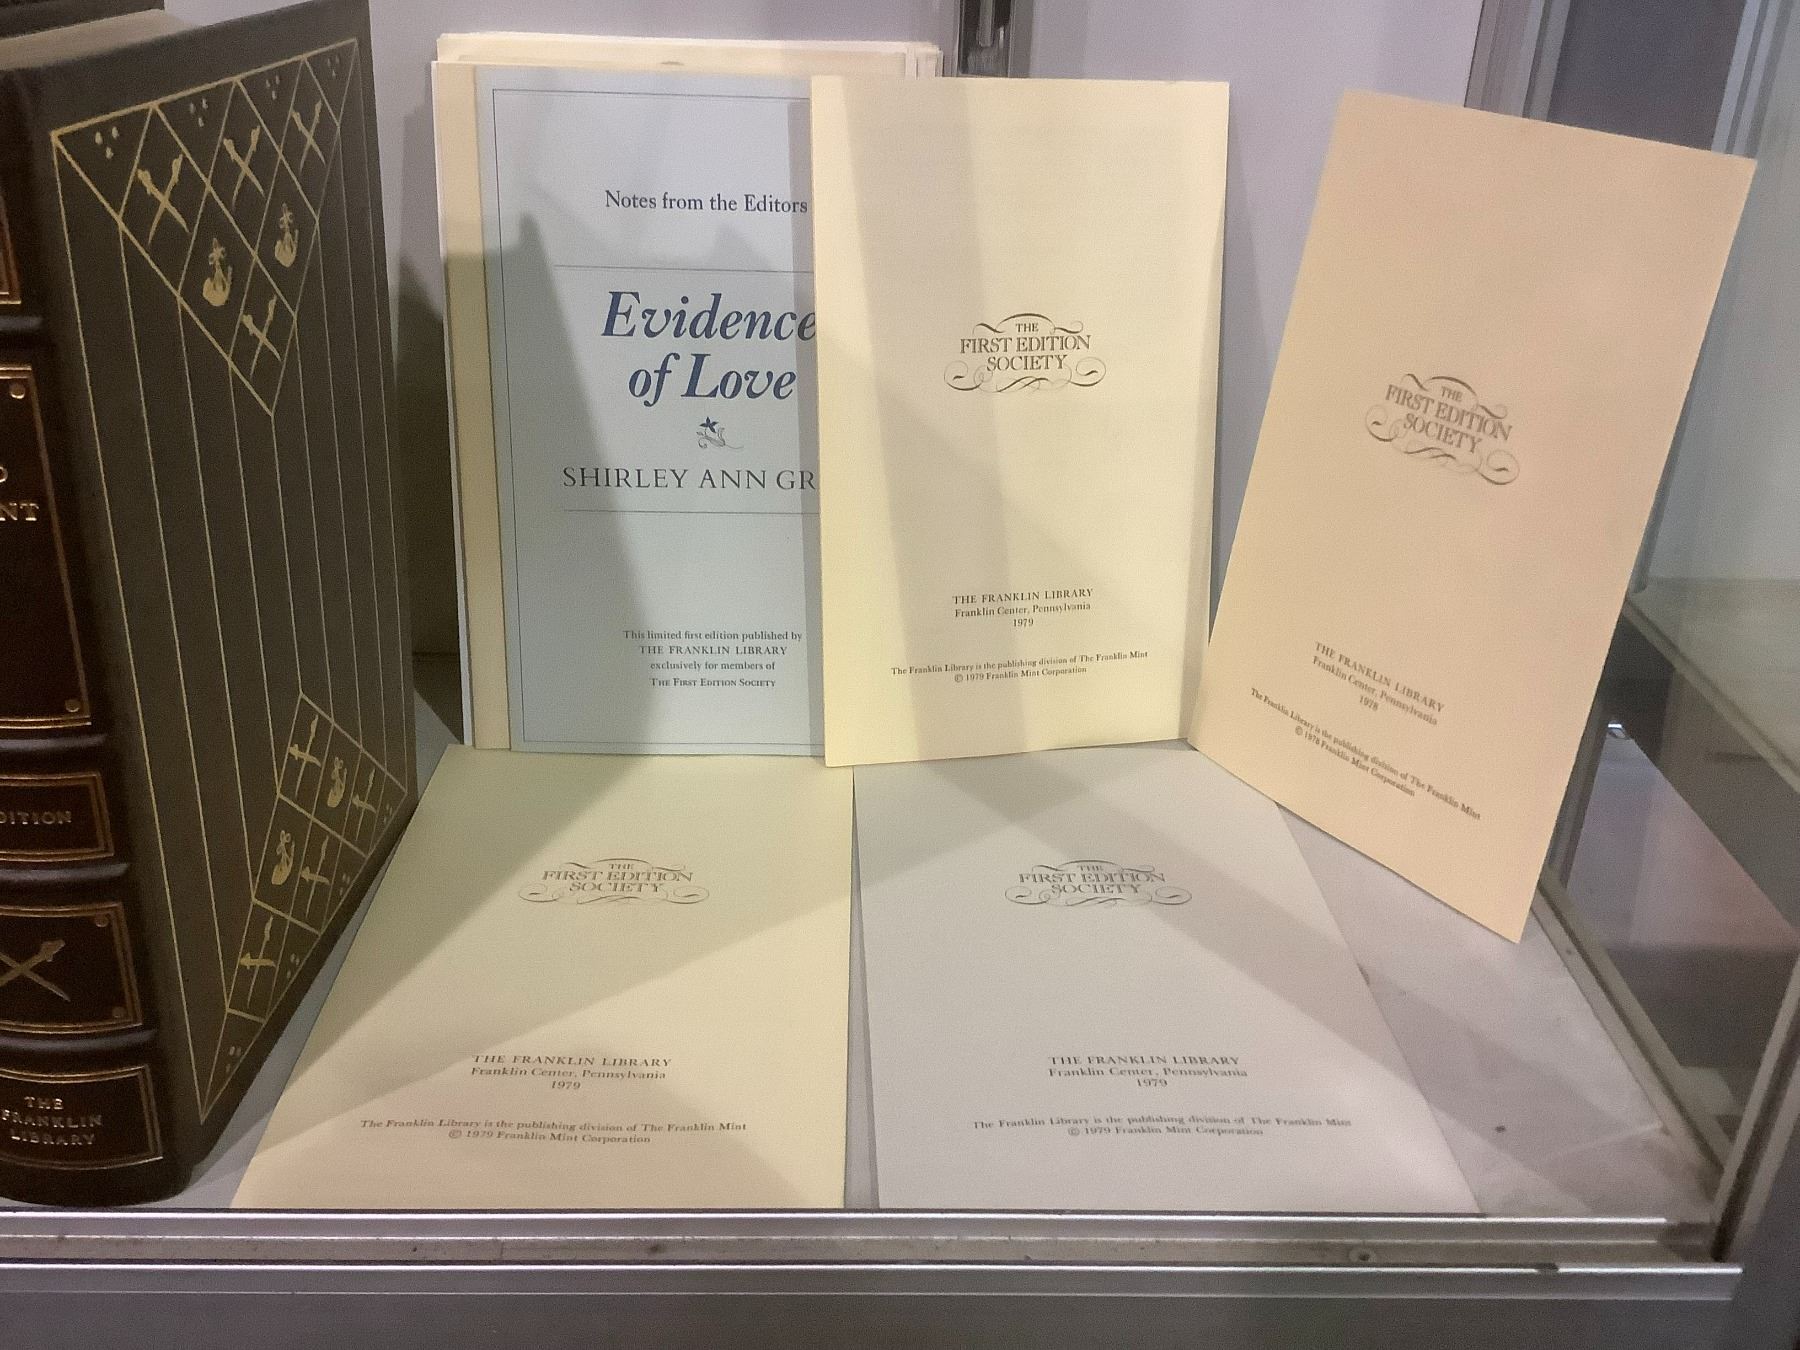 NT
DITION
THE
FRANKLIN
LIBRARY
Notes from the Editors
Evidence
of Love
SHIRLEY ANN GR
This limited first edition published by
THE FRANKLIN LIBRARY
exclusively for members of
THE FIRST EDITION SOCIETY
THE
FIRST EDITION
SOCIETY
THE FRANKLIN LIBRARY
Franklin Center, Pennsylvania
1979
The Franklin Library is the publishing division of The Franklin Mint
© 1979 Franklin Mint Corporation
THE
FIRST EDITION
SOCIETY
THE FRANKLIN LIBRARY
Franklin Center, Pennsylvania
1978
The Franklin Library is the publishing division of The Franklin Mint
© 1978 Franklin Mint Corporation
THE
FIRST EDITION
SOCIETY
THE FRANKLIN LIBRARY
Franklin Center, Pennsylvania
1979
The Franklin Library is the publishing division of The Franklin Mint
© 1979 Franklin Mint Corporation
THE
FIRST EDITION
SOCIETY
THE FRANKLIN LIBRARY
Franklin Center, Pennsylvania
1979
The Franklin Library is the publishing division of The Franklin Mint
© 1979 Franklin Mint Corporation